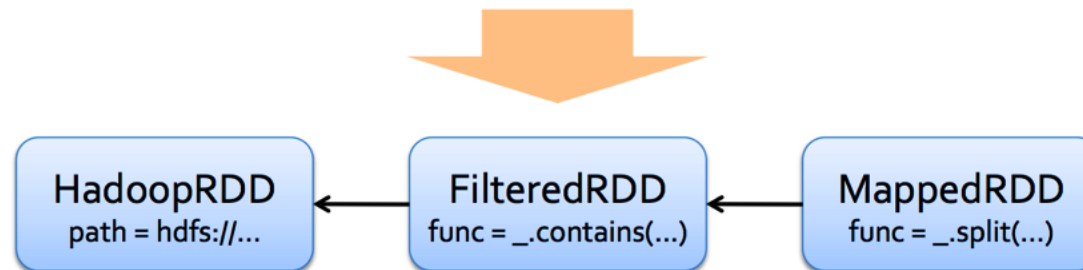 HadoopRDD
path = hdfs://...
FilteredRDD
func = _.contains(...)
MappedRDD
func = _.split(...)